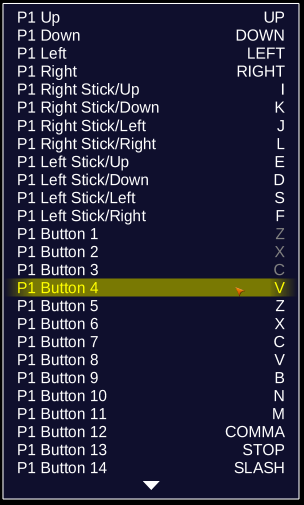 P1 Up UP
P1 Down DOWN
P1 Left LEFT
P1 Right RIGHT
P1 Right Stick/Up I
P1 Right Stick/Down K
P1 Right Stick/Left J
P1 Right Stick/Right L
P1 Left Stick/Up E
P1 Left Stick/Down D
P1 Left Stick/Left S
P1 Left Stick/Right F
P1 Button 1 Z
P1 Button 2 X
P1 Button 3 C
P1 Button 4 V
P1 Button 5 Z
P1 Button 6 X
P1 Button 7 C
P1 Button 8 V
P1 Button 9 B
P1 Button 10 N
P1 Button 11 M
P1 Button 12 COMMA
P1 Button 13 STOP
P1 Button 14 SLASH